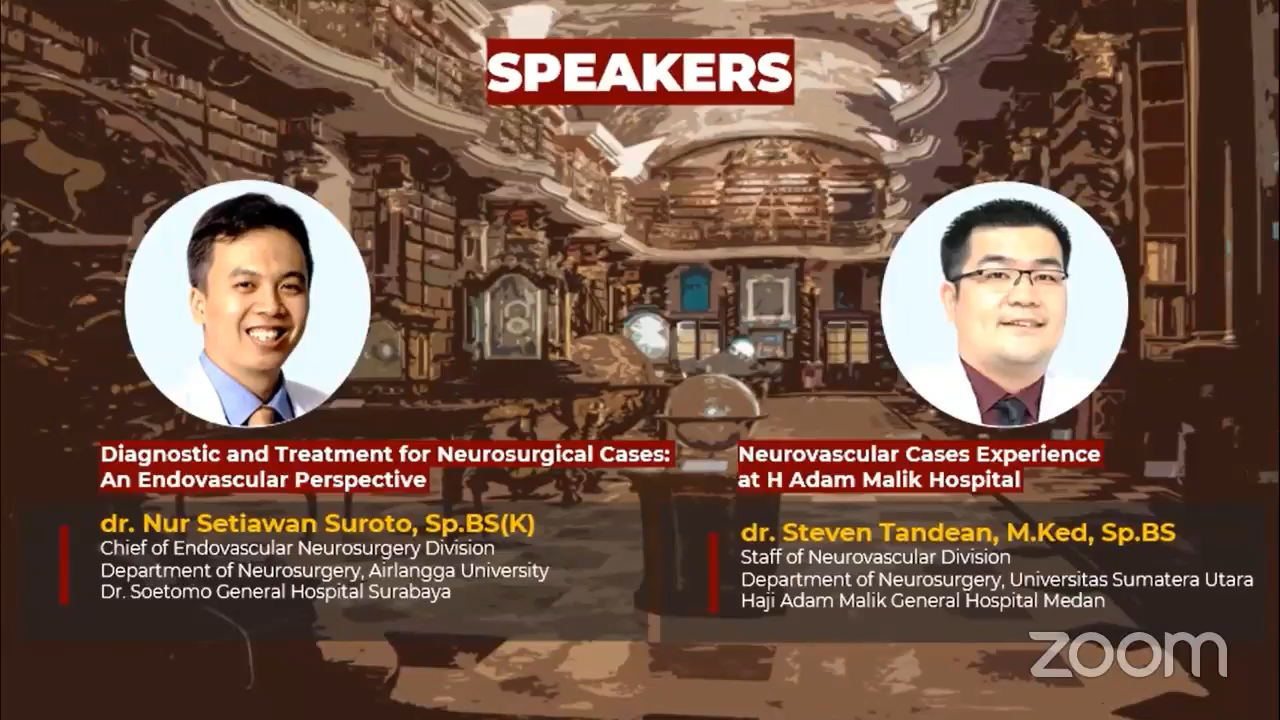 SPEAKERS
Diagnostic and Treatment for Neurosurgical Cases:
An Endovascular Perspective
dr. Nur Setiawan Suroto, Sp.BS(K)
Chief of Endovascular Neurosurgery Division
Department of Neurosurgery, Airlangga University
Dr. Soetomo General Hospital Surabaya
Neurovascular Cases Experience
at H Adam Malik Hospital
dr. Steven Tandean, M.Ked, Sp.BS
Staff of Neurovascular Division
Department of Neurosurgery, Universitas Sumatera Utara
Haji Adam Malik General Hospital Medan
zoom